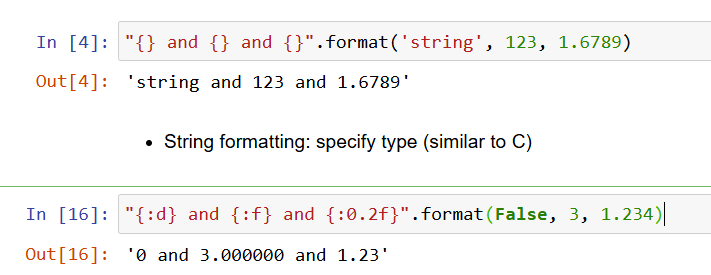 In [4]: "{} and {} and {}".format('string', 123, 1.6789)
Out[4]: 'string and 123 and 1.6789'
• String formatting: specify type (similar to C)
In [16]: "{:d} and {:f} and {:0.2f}".format(False, 3, 1.234)
Out[16]: '0 and 3.000000 and 1.23'